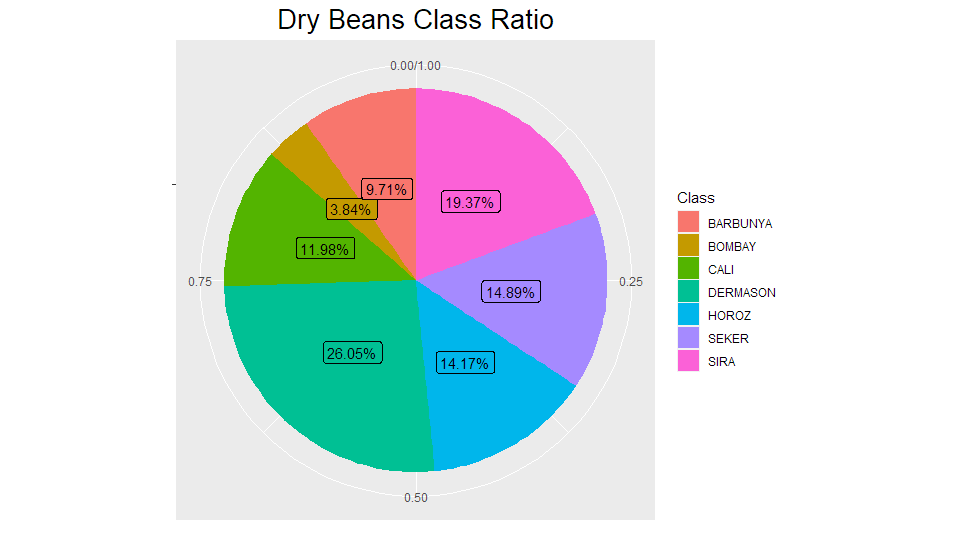 Dry Beans Class Ratio
0.00/1.00
9.71%
19.37%
3.84%
11.98%
0.75
0.25
14.89%
26.05%
14.17%
0.50
Class
BARBUNYA
BOMBAY
CALI
DERMASON
HOROZ
SEKER
SIRA